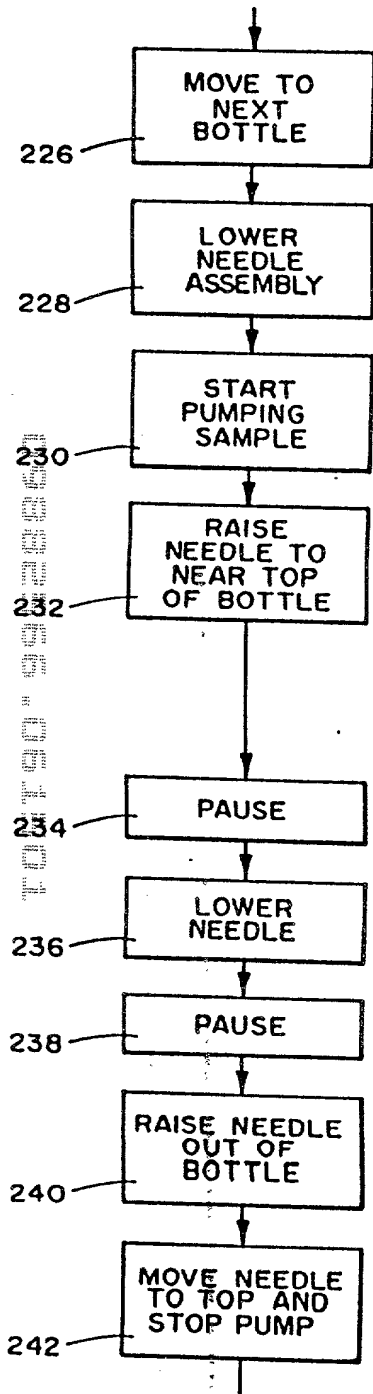 MOVE TO
NEXT
BOTTLE
226
LOWER
NEEDLE
ASSEMBLY
228
START
PUMPING
SAMPLE
230
RAISE
NEEDLE TO
NEAR TOP
OF BOTTLE
232
PAUSE
234
LOWER
NEEDLE
236
PAUSE
238
RAISE NEEDLE
OUT OF
BOTTLE
240
MOVE NEEDLE
TO TOP AND
STOP PUMP
242